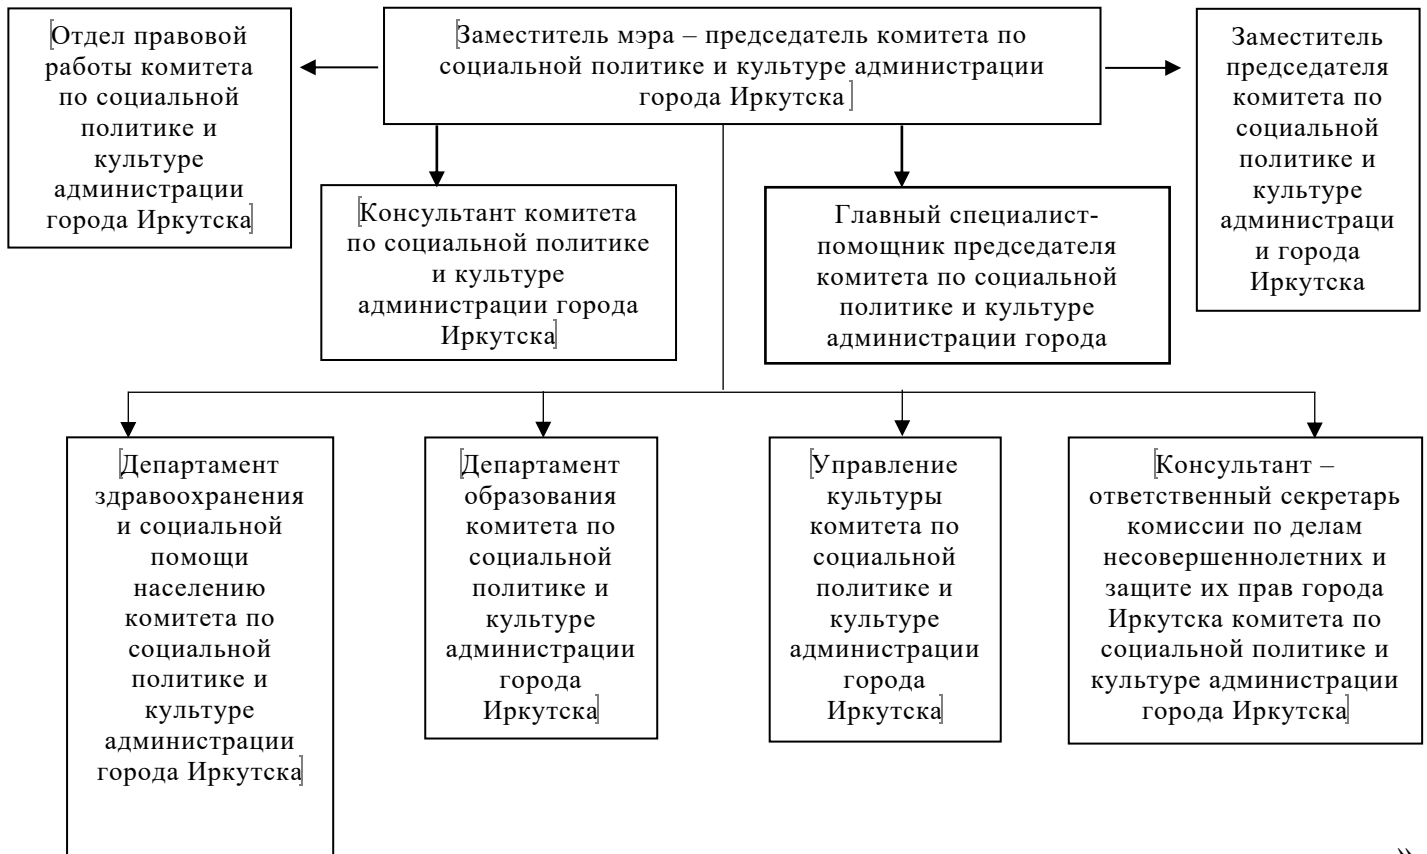 Отдел правовой
работы комитета
по социальной
политике и
культуре
администрации
города Иркутска
Заместитель мэра – председатель комитета по
социальной политике и культуре администрации
города Иркутска
Заместитель
председателя
комитета по
социальной
политике и
культуре
администраци
и города
Иркутска
Консультант комитета
по социальной политике
и культуре
администрации города
Иркутска
Главный специалист-
помощник председателя
комитета по социальной
политике и культуре
администрации города
Департамент
здравоохранения
и социальной
помощи
населению
комитета по
социальной
политике и
культуре
администрации
города Иркутска
Департамент
образования
комитета по
социальной
политике и
культуре
администрации
города
Иркутска
Управление
культуры
комитета по
социальной
политике и
культуре
администрации
города
Иркутска
Консультант –
ответственный секретарь
комиссии по делам
несовершеннолетних и
защите их прав города
Иркутска комитета по
социальной политике и
культуре администрации
города Иркутска
»